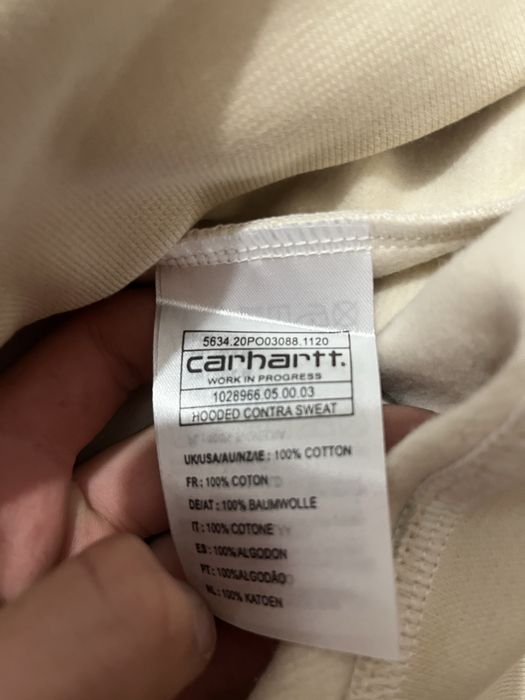 5634.20PO03088.1120
carhartt.
WORK IN PROGRESS
1028966.05.00.03
HOODED CONTRA SWEAT
UK/USA/AU/NZ/IE : 100% COTTON
FR : 100% COTON
DE/AT : 100% BAUMWOLLE
IT : 100% COTONE
ES : 100%ALGODON
PT : 100%ALGODÃO
NL : 100% KATOEN